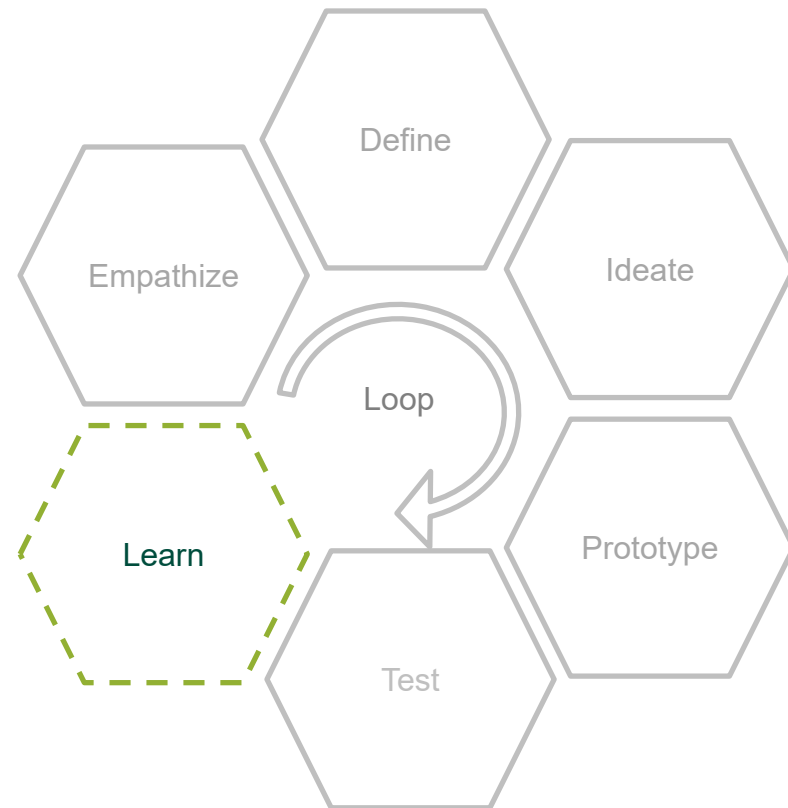 Define
Empathize
Ideate
Loop
Learn
Prototype
Test